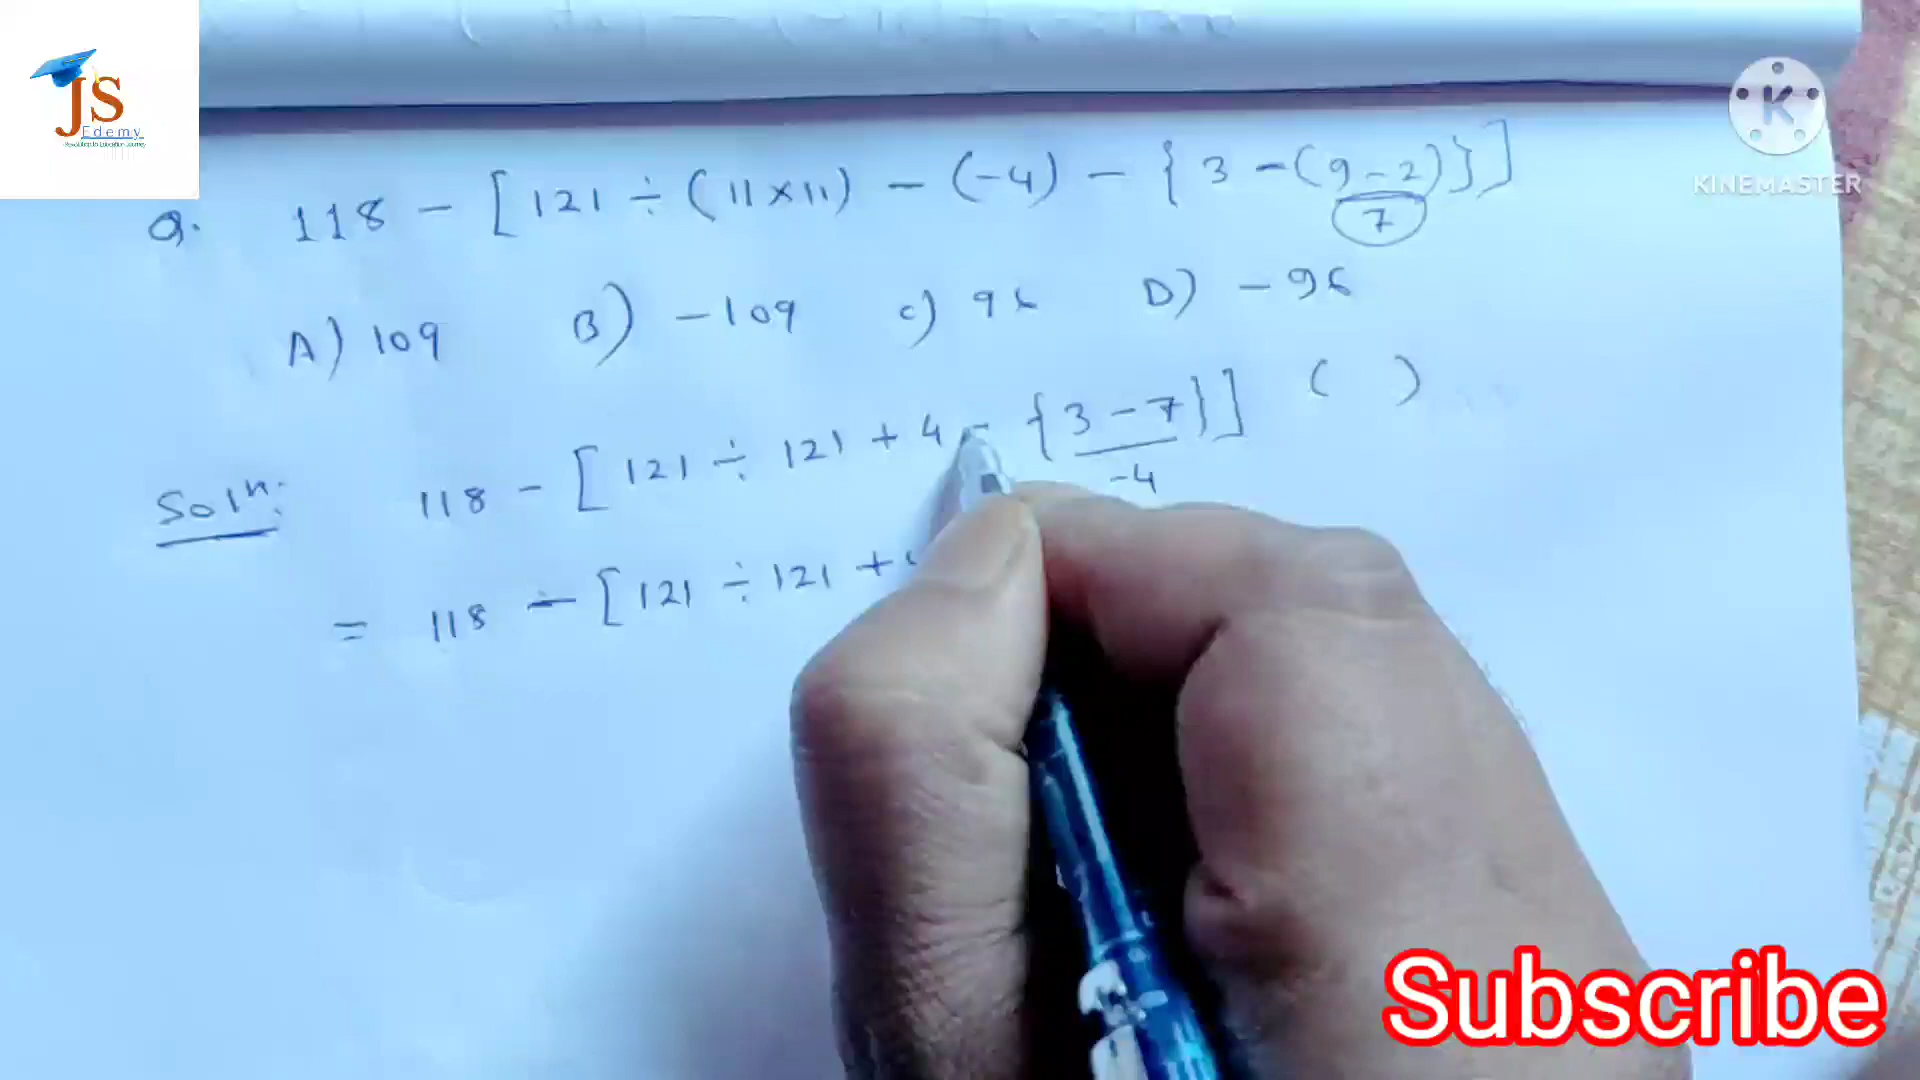 JS
Edemy
KINEMASTER
Q. 118 - [121 ÷ (11×11) - (-4) - {3 - (9-2)}]
7
A) 109 B) -109 C) 96 D) -96
( )
Soln: 118 - [121 ÷ 121 + 4 - {3 - 7}]
-4
= 118 - [121 ÷ 121 +
Subscribe